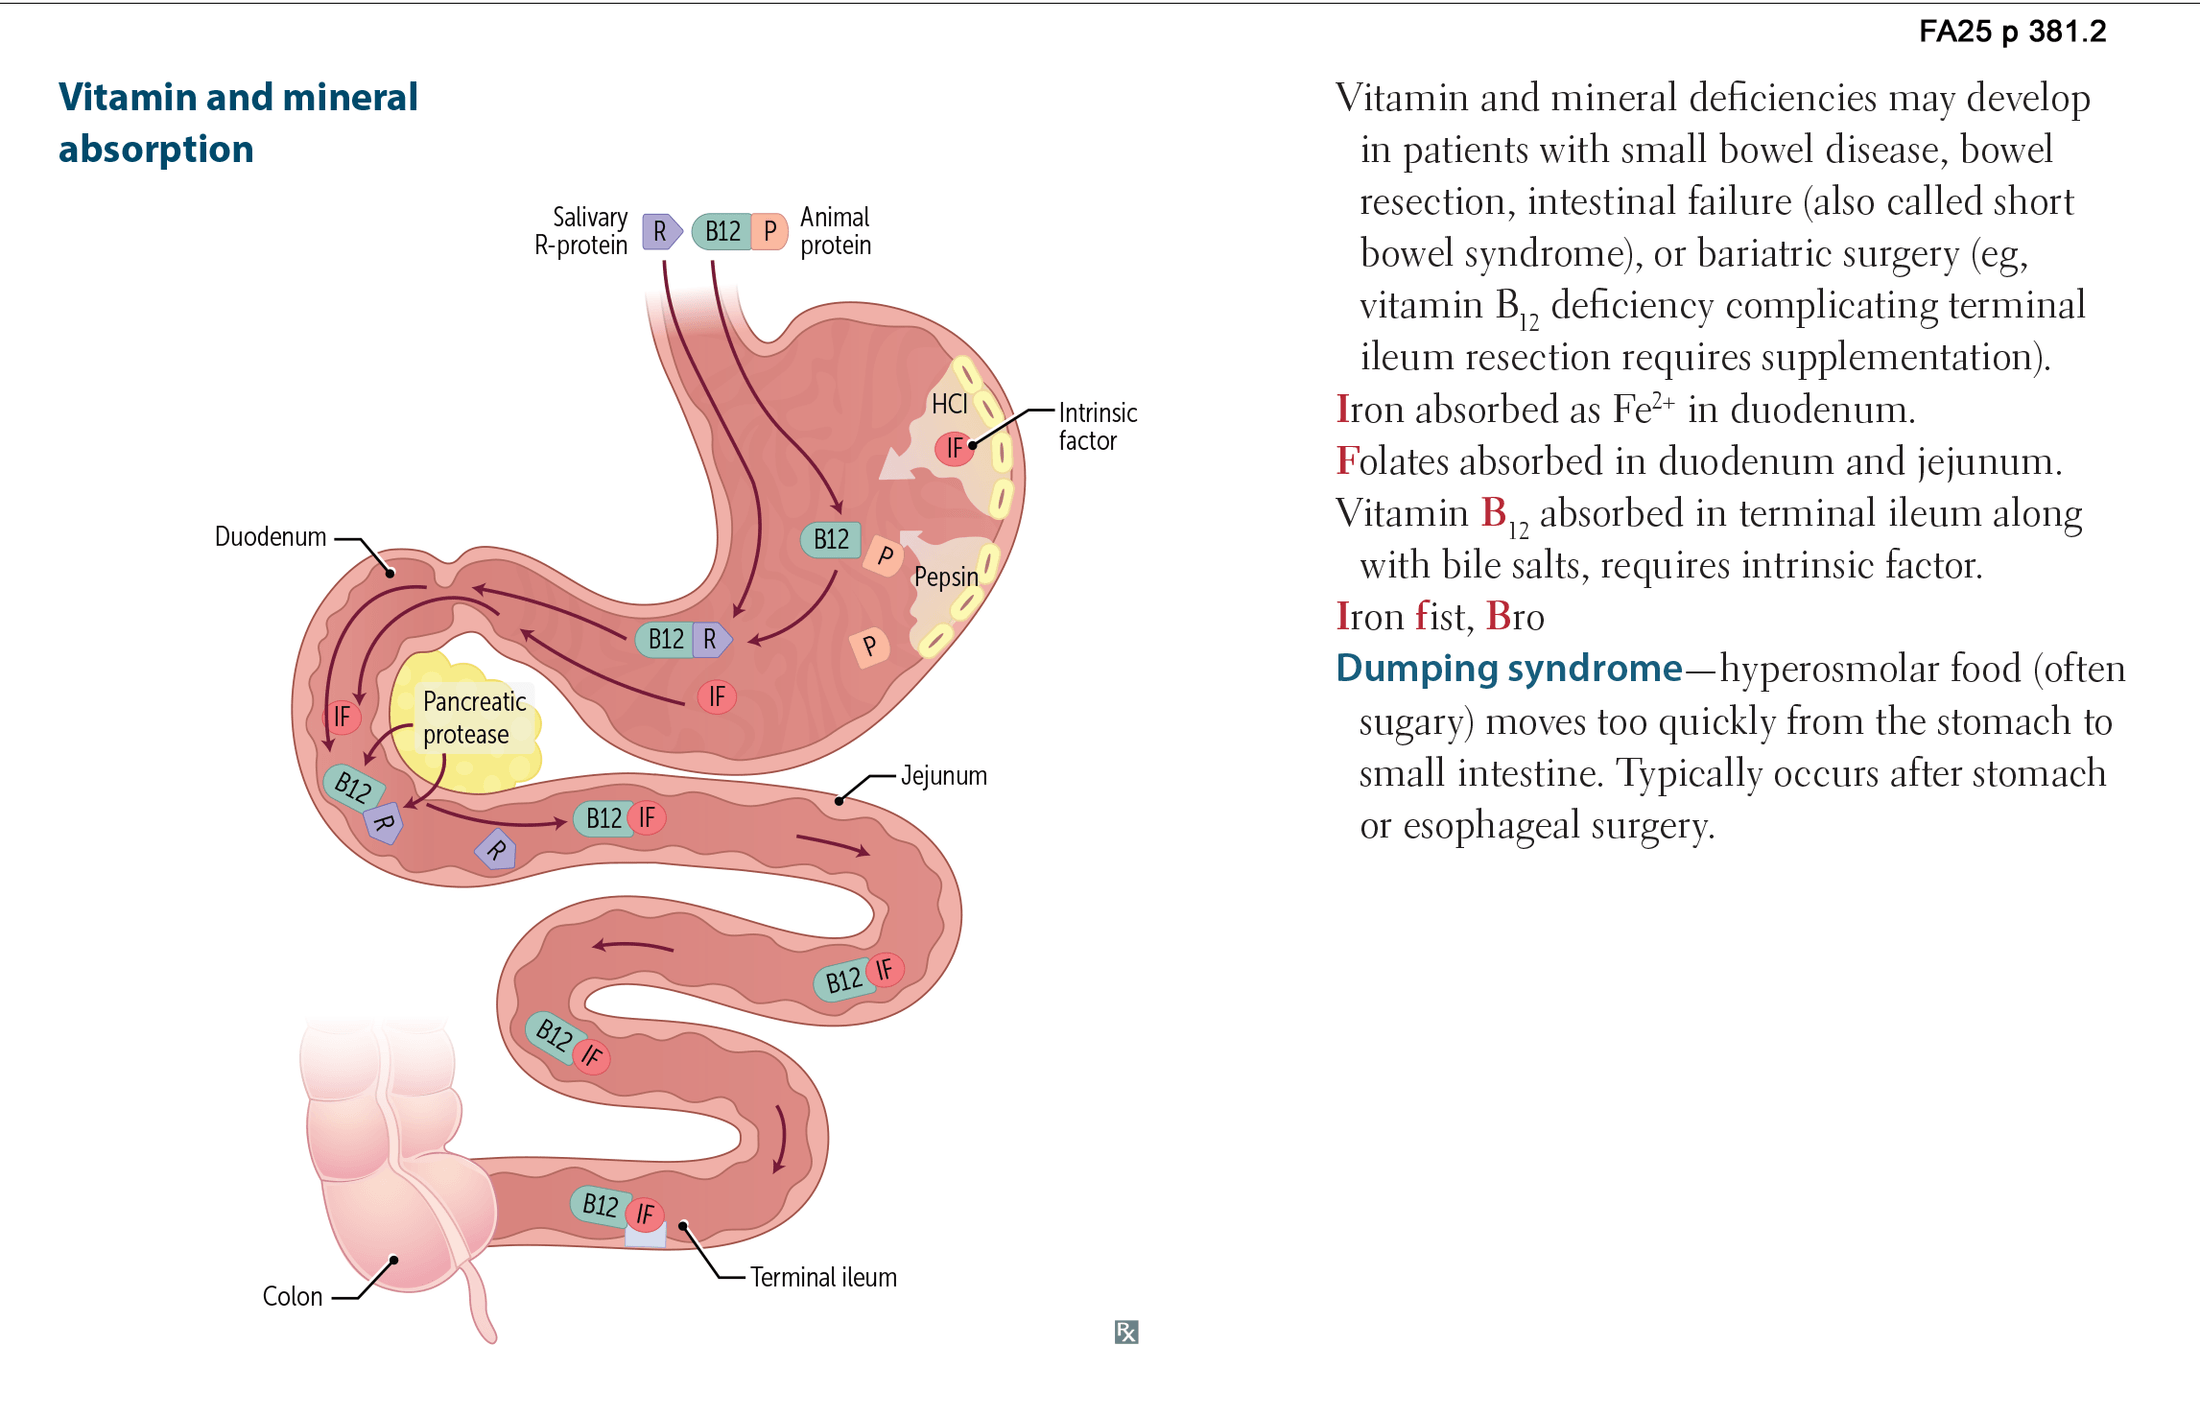 FA25 p 381.2
Vitamin and mineral
absorption
Salivary
R-protein
R
B12
P
Animal
protein
HCl
IF
Intrinsic
factor
B12
P
Pepsin
Duodenum
B12
R
P
IF
IF
Pancreatic
protease
B12
R
R
B12
IF
Jejunum
B12
IF
B12
IF
B12
IF
Terminal ileum
Colon
Rx
Vitamin and mineral deficiencies may develop
in patients with small bowel disease, bowel
resection, intestinal failure (also called short
bowel syndrome), or bariatric surgery (eg,
vitamin B12 deficiency complicating terminal
ileum resection requires supplementation).
Iron absorbed as Fe2+ in duodenum.
Folates absorbed in duodenum and jejunum.
Vitamin B12 absorbed in terminal ileum along
with bile salts, requires intrinsic factor.
Iron fist, Bro
Dumping syndrome—hyperosmolar food (often
sugary) moves too quickly from the stomach to
small intestine. Typically occurs after stomach
or esophageal surgery.